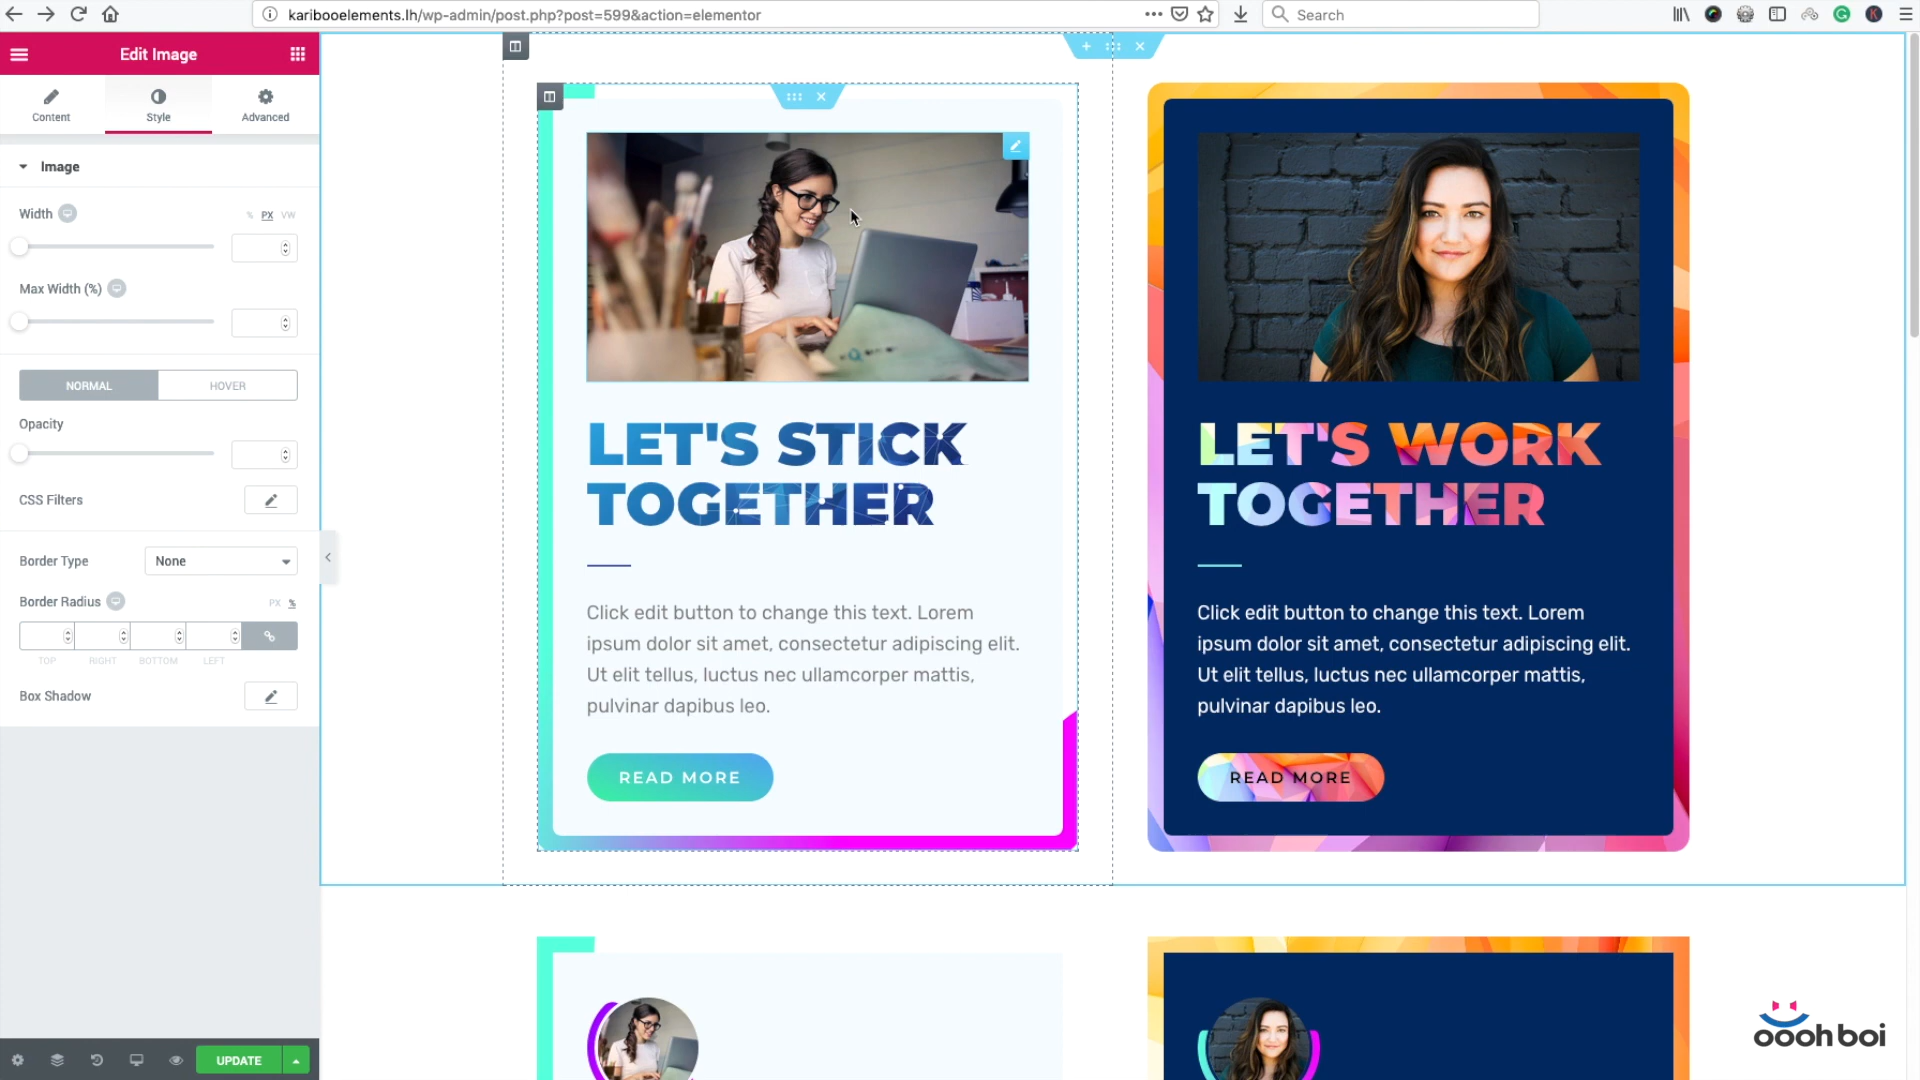 karibooelements.lh/wp-admin/post.php?post=599&action=elementor
Search
Edit Image
Content
Style
Advanced
Image
Width
% PX VW
Max Width (%)
NORMAL
HOVER
Opacity
CSS Filters
Border Type
None
Border Radius
PX %
TOP RIGHT BOTTOM LEFT
Box Shadow
UPDATE
LET'S STICK
TOGETHER
Click edit button to change this text. Lorem
ipsum dolor sit amet, consectetur adipiscing elit.
Ut elit tellus, luctus nec ullamcorper mattis,
pulvinar dapibus leo.
READ MORE
LET'S WORK
TOGETHER
Click edit button to change this text. Lorem
ipsum dolor sit amet, consectetur adipiscing elit.
Ut elit tellus, luctus nec ullamcorper mattis,
pulvinar dapibus leo.
READ MORE
oooh boi